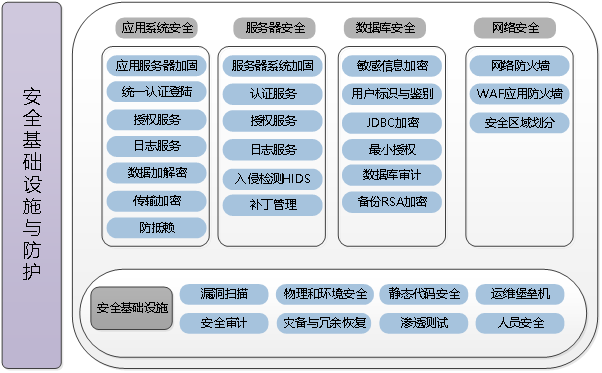 安全基础设施与防护
应用系统安全
应用服务器加固
统一认证登陆
授权服务
日志服务
数据加解密
传输加密
防抵赖
服务器安全
服务器系统加固
认证服务
授权服务
日志服务
入侵检测HIDS
补丁管理
数据库安全
敏感信息加密
用户标识与鉴别
JDBC加密
最小授权
数据库审计
备份RSA加密
网络安全
网络防火墙
WAF应用防火墙
安全区域划分
安全基础设施
漏洞扫描
物理和环境安全
静态代码安全
运维堡垒机
安全审计
灾备与冗余恢复
渗透测试
人员安全